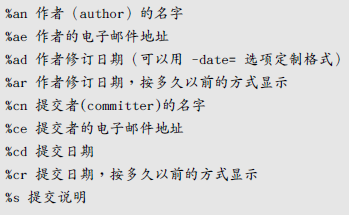 %an 作者 (author) 的名字
%ae 作者的电子邮件地址
%ad 作者修订日期 (可以用 -date= 选项定制格式)
%ar 作者修订日期，按多久以前的方式显示
%cn 提交者(committer)的名字
%ce 提交者的电子邮件地址
%cd 提交日期
%cr 提交日期，按多久以前的方式显示
%s 提交说明